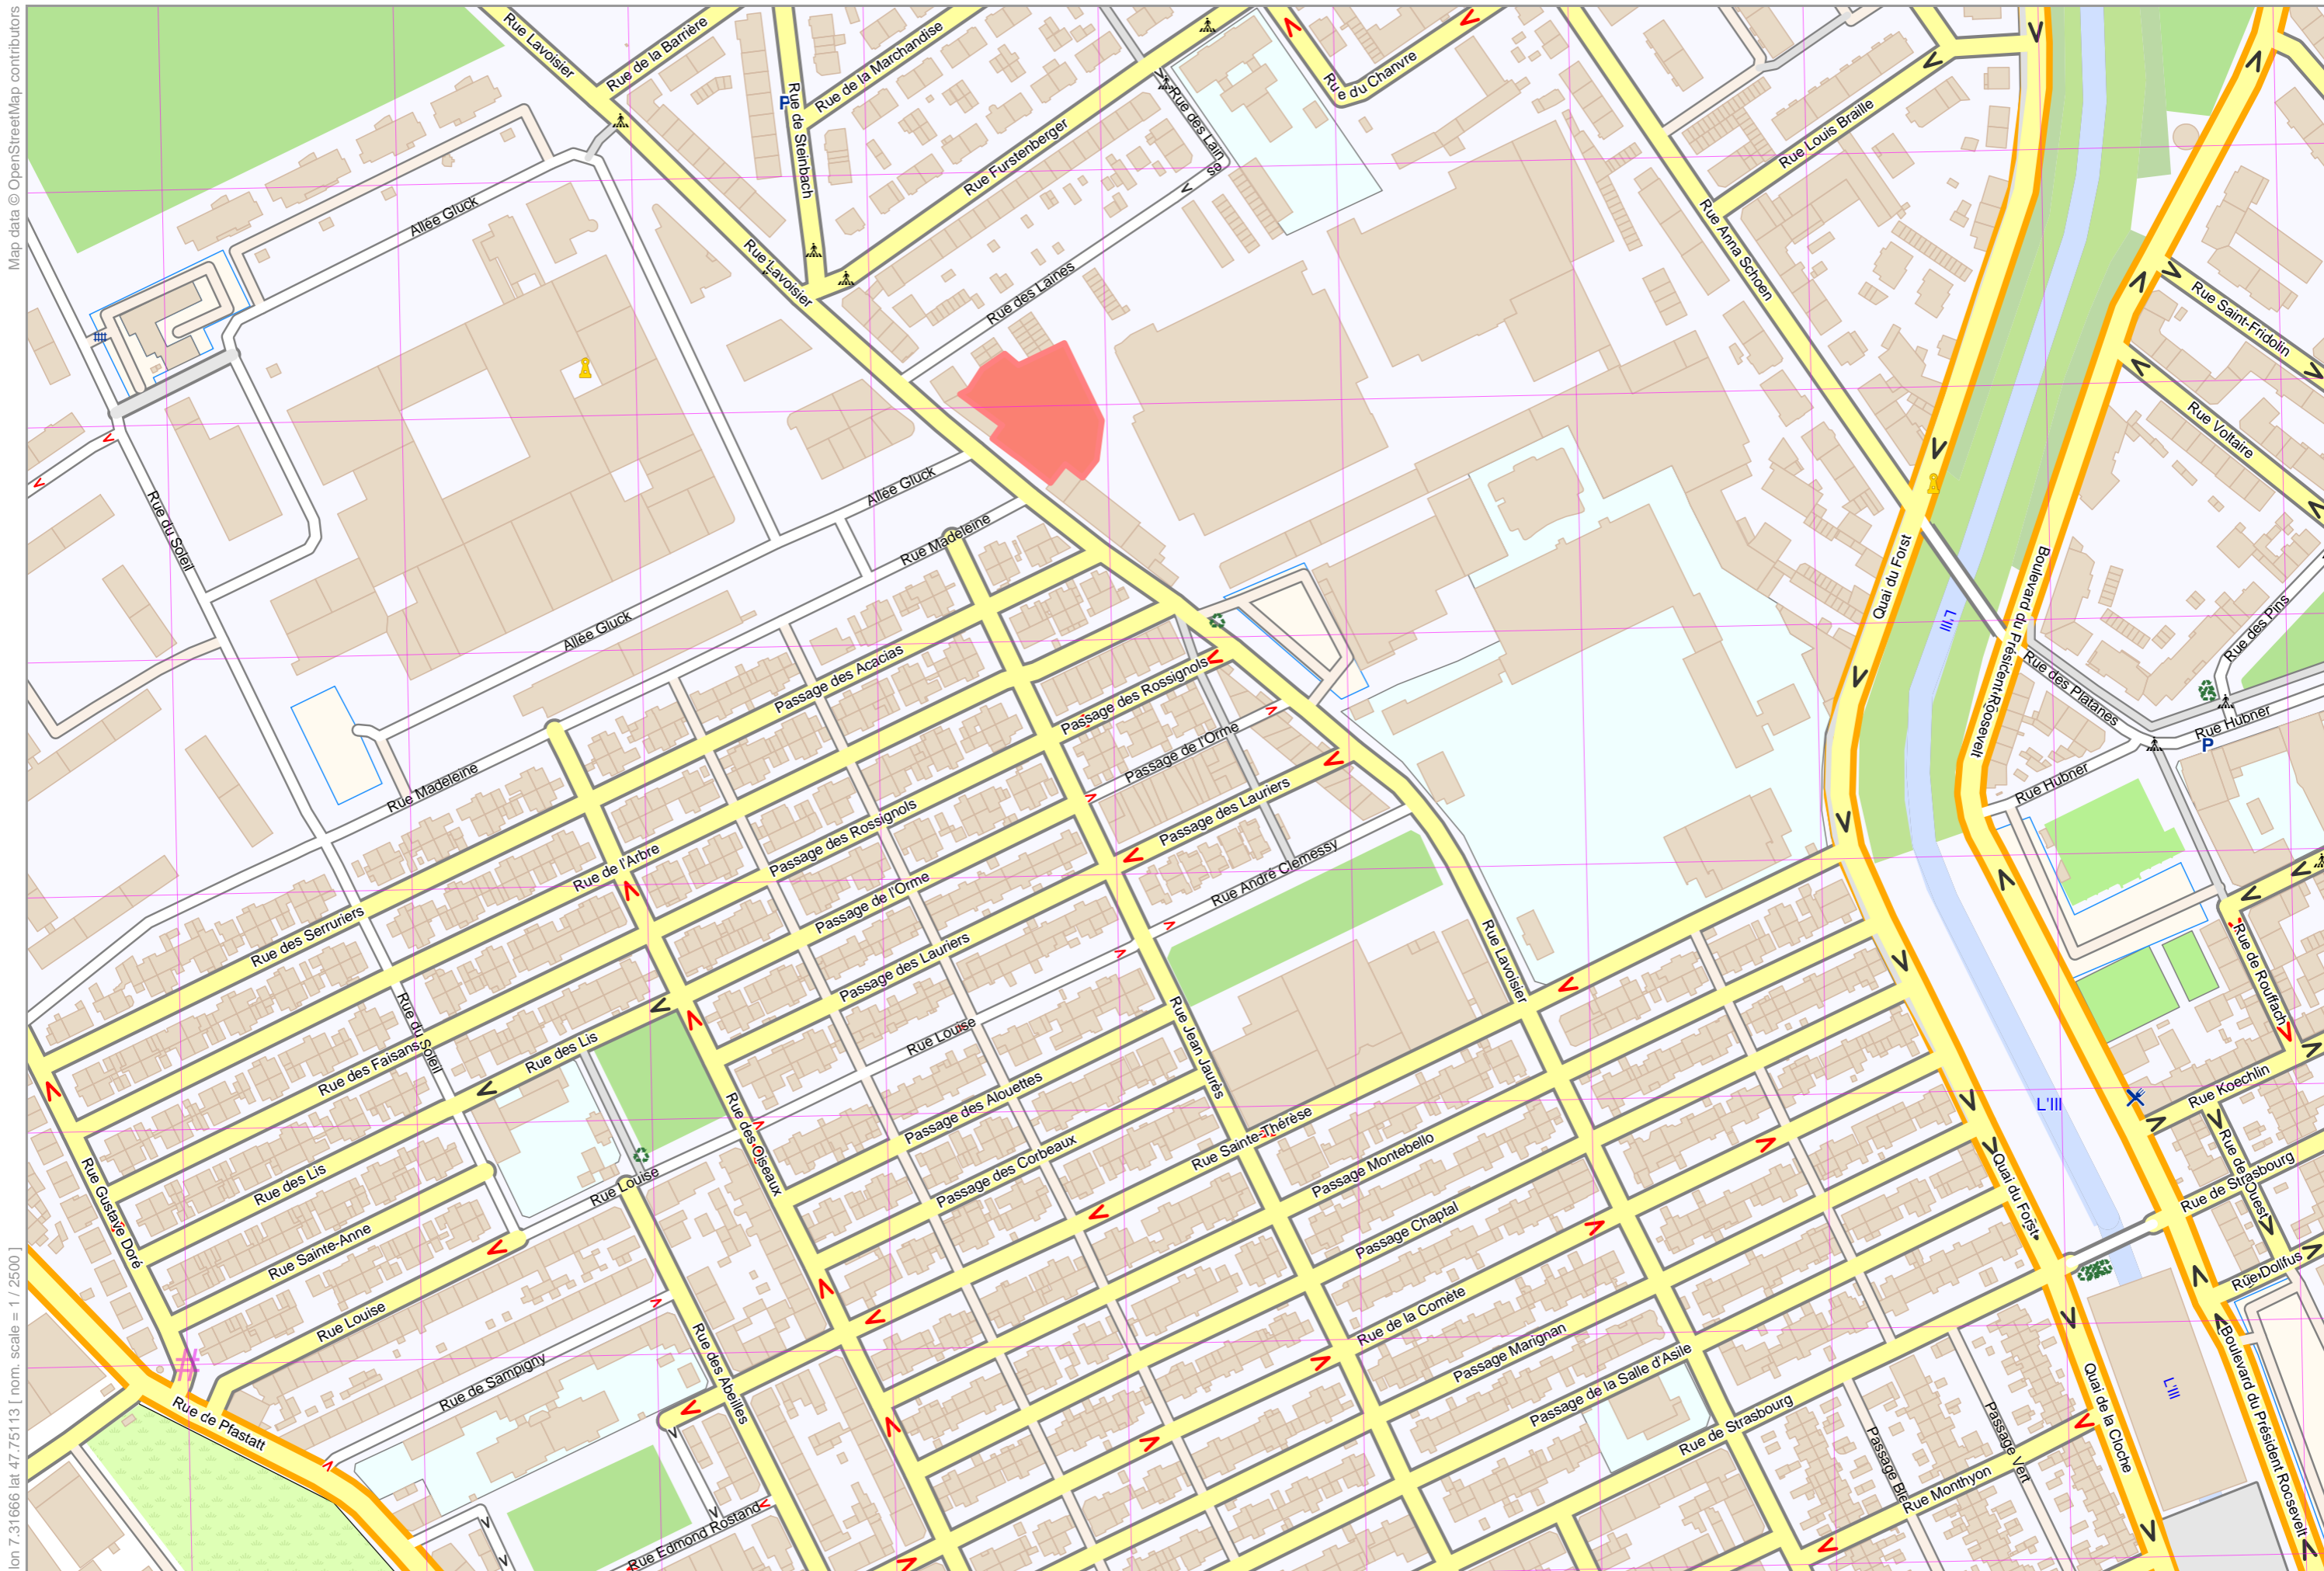 Map data © OpenStreetMap contributors
lon 7.31666 lat 47.75113 [ nom. scale = 1 / 2500 ]
Rue Lavoisier
Rue de la Barrière
Rue de la Marchandise
Rue de Steinbach
P
Rue Furstenberger
Rue des Laines
Rue du Chanvre
Rue Louis Braille
Rue Anna Schoen
Allée Gluck
Rue Lavoisier
Rue des Laines
Rue Saint-Fridolin
Rue Voltaire
Rue du Soleil
Allée Gluck
Rue Madeleine
Quai du Forst
L'Ill
Boulevard du Président Roosevelt
Rue des Pins
Allée Gluck
Rue des Platanes
Rue Hubner
P
Passage des Acacias
Passage des Rossignols
Passage de l'Orme
Rue Hubner
Rue Madeleine
Passage des Lauriers
Passage des Rossignols
Rue de l'Arbre
Rue André Clemessy
Passage de l'Orme
Rue des Serruriers
Passage des Lauriers
Rue Lavoisier
Rue de Rouffach
Rue du Soleil
Rue Jean Jaurès
Rue Louise
Rue des Lis
Rue des Faisans
Passage des Alouettes
Rue des Oiseaux
Rue Koechlin
L'Ill
Rue Sainte-Thérèse
Passage Montebello
Passage des Corbeaux
Rue de l'Ouest
Rue de Strasbourg
Rue Gustave Doré
Rue des Lis
Rue Louise
Quai du Forst
Passage Chaptal
Rue Sainte-Anne
Rue Dollfus
Rue Louise
Rue de la Comète
Passage Marignan
Passage de la Salle d'Asile
Rue de Sampigny
Rue des Abeilles
#
Rue de Pfastatt
Rue de Strasbourg
Quai de la Cloche
L'Ill
Boulevard du Président Roosevelt
Passage Vert
Rue Monthyon
Rue Edmond Rostand